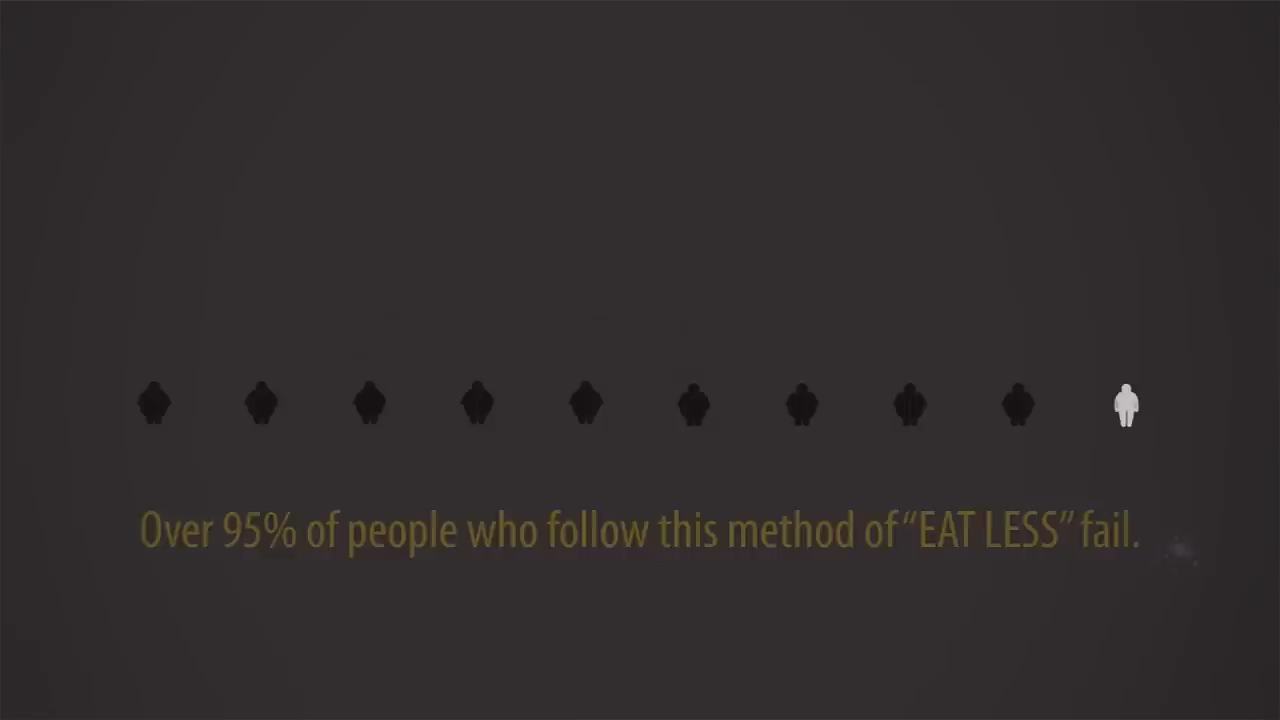 Over 95% of people who follow this method of “EAT LESS” fail.